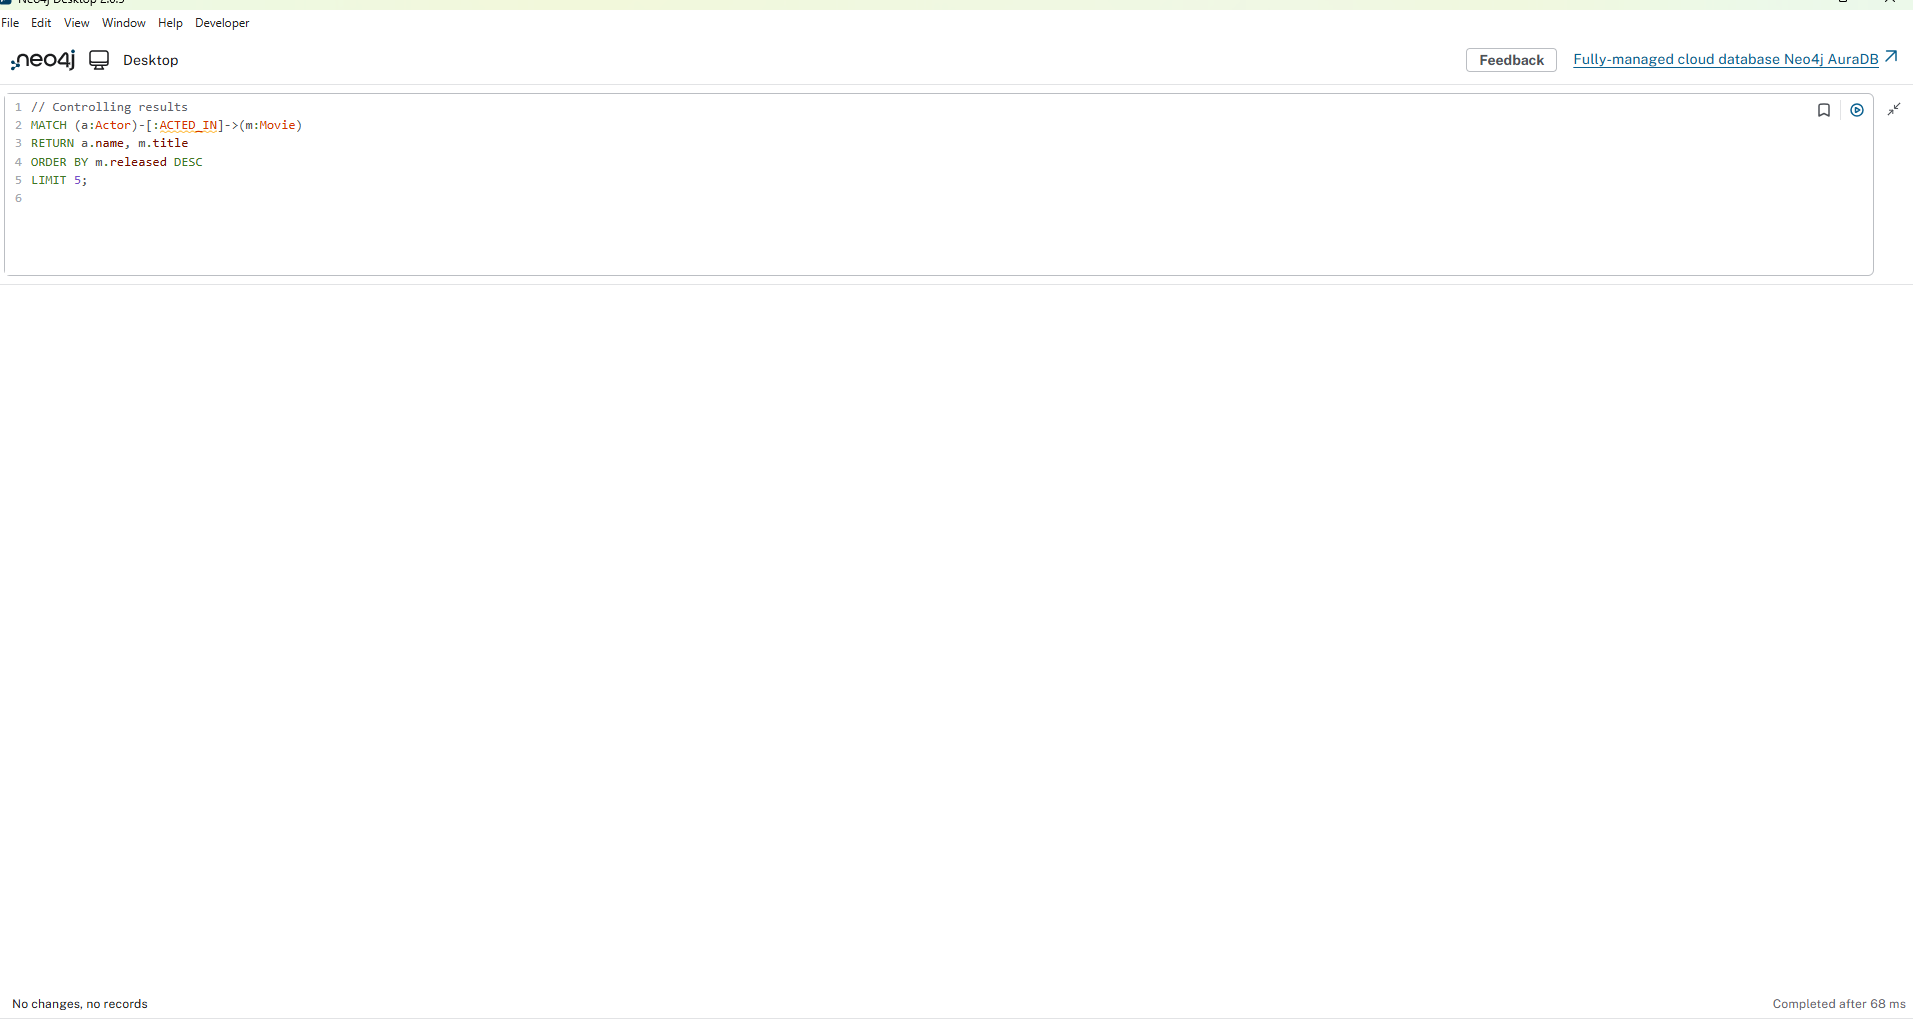 File Edit View Window Help Developer
neo4j Desktop Feedback Fully-managed cloud database Neo4j AuraDB
1 // Controlling results
2 MATCH (a:Actor)-[:ACTED_IN]->(m:Movie)
3 RETURN a.name, m.title
4 ORDER BY m.released DESC
5 LIMIT 5;
6
No changes, no records Completed after 68 ms